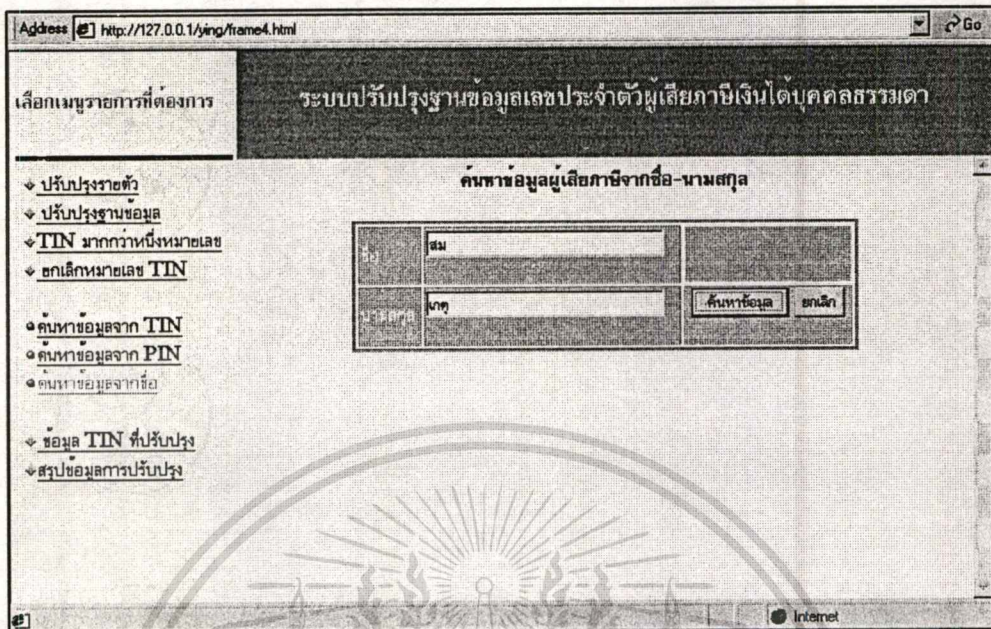 Address http://127.0.0.1/ying/frame4.html Go
เลือกเมนูรายการที่ต้องการ
ระบบปรับปรุงฐานข้อมูลเลขประจำตัวผู้เสียภาษีเงินได้บุคคลธรรมดา
ปรับปรุงรายตัว
ปรับปรุงฐานข้อมูล
TIN มากกว่าหนึ่งหมายเลข
ยกเลิกหมายเลข TIN
ค้นหาข้อมูลจาก TIN
ค้นหาข้อมูลจาก PIN
ค้นหาข้อมูลจากชื่อ
ข้อมูล TIN ที่ปรับปรุง
สรุปข้อมูลการปรับปรุง
ค้นหาข้อมูลผู้เสียภาษีจากชื่อ-นามสกุล
ชื่อ สม
นามสกุล เกตุ ค้นหาข้อมูล ยกเลิก
Internet